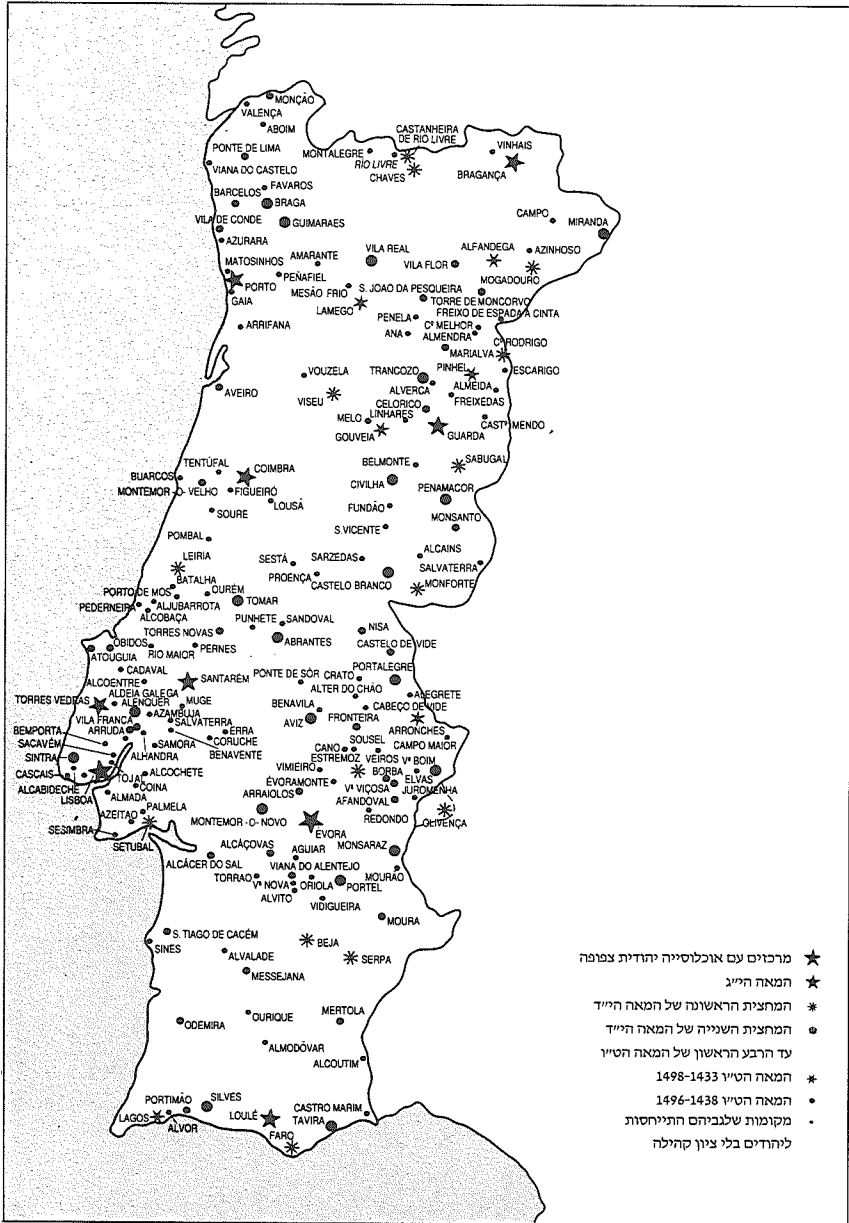 MONÇÃO
VALENÇA
ABOIM
CASTANHEIRA
DE RIO LIVRE
PONTE DE LIMA
MONTALEGRE
RIO LIVRE
VINHAIS
VIANA DO CASTELO
CHAVES
BRAGANÇA
FAVAROS
BARCELOS
BRAGA
CAMPO
MIRANDA
VILA DE CONDE
GUIMARAES
AZURARA
VILA REAL
ALFANDEGA
AZINHOSO
AMARANTE
VILA FLOR
MATOSINHOS
PEÑAFIEL
MOGADOURO
PORTO
MESÃO FRIO
S. JOAO DA PESQUEIRA
GAIA
LAMEGO
TORRE DE MONCORVO
FREIXO DE ESPADA À CINTA
PENELA
ARRIFANA
Cº MELHOR
ANA
ALMENDRA
Cº RODRIGO
MARIALVA
VOUZELA
TRANCOZO
PINHEL
ESCARIGO
AVEIRO
ALVERCA
ALMEIDA
VISEU
CELORICO
FREIXEDAS
MELO
LINHARES
CASTº MENDO
GOUVEIA
GUARDA
TENTÚFAL
COIMBRA
BELMONTE
SABUGAL
BUARCOS
CIVILHA
MONTEMOR -O- VELHO
FIGUEIRÓ
PENAMACOR
LOUSÃ
FUNDÃO
SOURE
MONSANTO
S.VICENTE
POMBAL
LEIRIA
SESTÁ
SARZEDAS
ALCAINS
SALVATERRA
BATALHA
PROENÇA
CASTELO BRANCO
MONFORTE
PORTO DE MOS
OURÉM
PEDERNEIRA
ALJUBARROTA
TOMAR
ALCOBAÇA
PUNHETE
SANDOVAL
NISA
TORRES NOVAS
ABRANTES
OBIDOS
RIO MAIOR
PERNES
CASTELO DE VIDE
ATOUGUIA
CADAVAL
PORTALEGRE
ALCOENTRE
SANTARÉM
PONTE DE SÔR
CRATO
ALDEIA GALEGA
ALTER DO CHÃO
ALEGRETE
TORRES VEDRAS
ALENQUER
MUGE
BENAVILA
CABEÇO DE VIDE
VILA FRANCA
AZAMBUJA
AVIZ
FRONTEIRA
ARRONCHES
SALVATERRA
BEMPORTA
ARRUDA
ERRA
SOUSEL
SACAVÉM
SAMORA
CORUCHE
CANO
CAMPO MAIOR
ESTREMOZ
VEIROS
SINTRA
ALHANDRA
BENAVENTE
Vª BOIM
VIMIEIRO
BORBA
CASCAIS
TOJAL
ALCOCHETE
ÉVORAMONTE
ELVAS
ALCABIDECHE
COINA
Vª VIÇOSA
JUROMENHA
LISBOA
ARRAIOLOS
AFANDOVAL
ALMADA
PALMELA
REDONDO
OLIVENÇA
AZEITAO
MONTEMOR -O- NOVO
ÉVORA
SESIMBRA
SETUBAL
ALCÁÇOVAS
AGUIAR
MONSARAZ
ALCÁCER DO SAL
VIANA DO ALENTEJO
MOURÃO
TORRAO
Vª NOVA
ORIOLA
PORTEL
ALVITO
VIDIGUEIRA
MOURA
S. TIAGO DE CACÉM
BEJA
SINES
ALVALADE
SERPA
MESSEJANA
OURIQUE
MERTOLA
ODEMIRA
ALMODÔVAR
ALCOUTIM
PORTIMÃO
SILVES
CASTRO MARIM
LAGOS
LOULÉ
TAVIRA
ALVOR
FARO
מרכזים עם אוכלוסייה יהודית צפופה
המאה הי״ג
המחצית הראשונה של המאה הי״ד
המחצית השנייה של המאה הי״ד
עד הרבע הראשון של המאה הט״ו
המאה הט״ו 1498-1433
המאה הט״ו 1496-1438
מקומות שלגביהם התייחסות
ליהודים בלי ציון קהילה